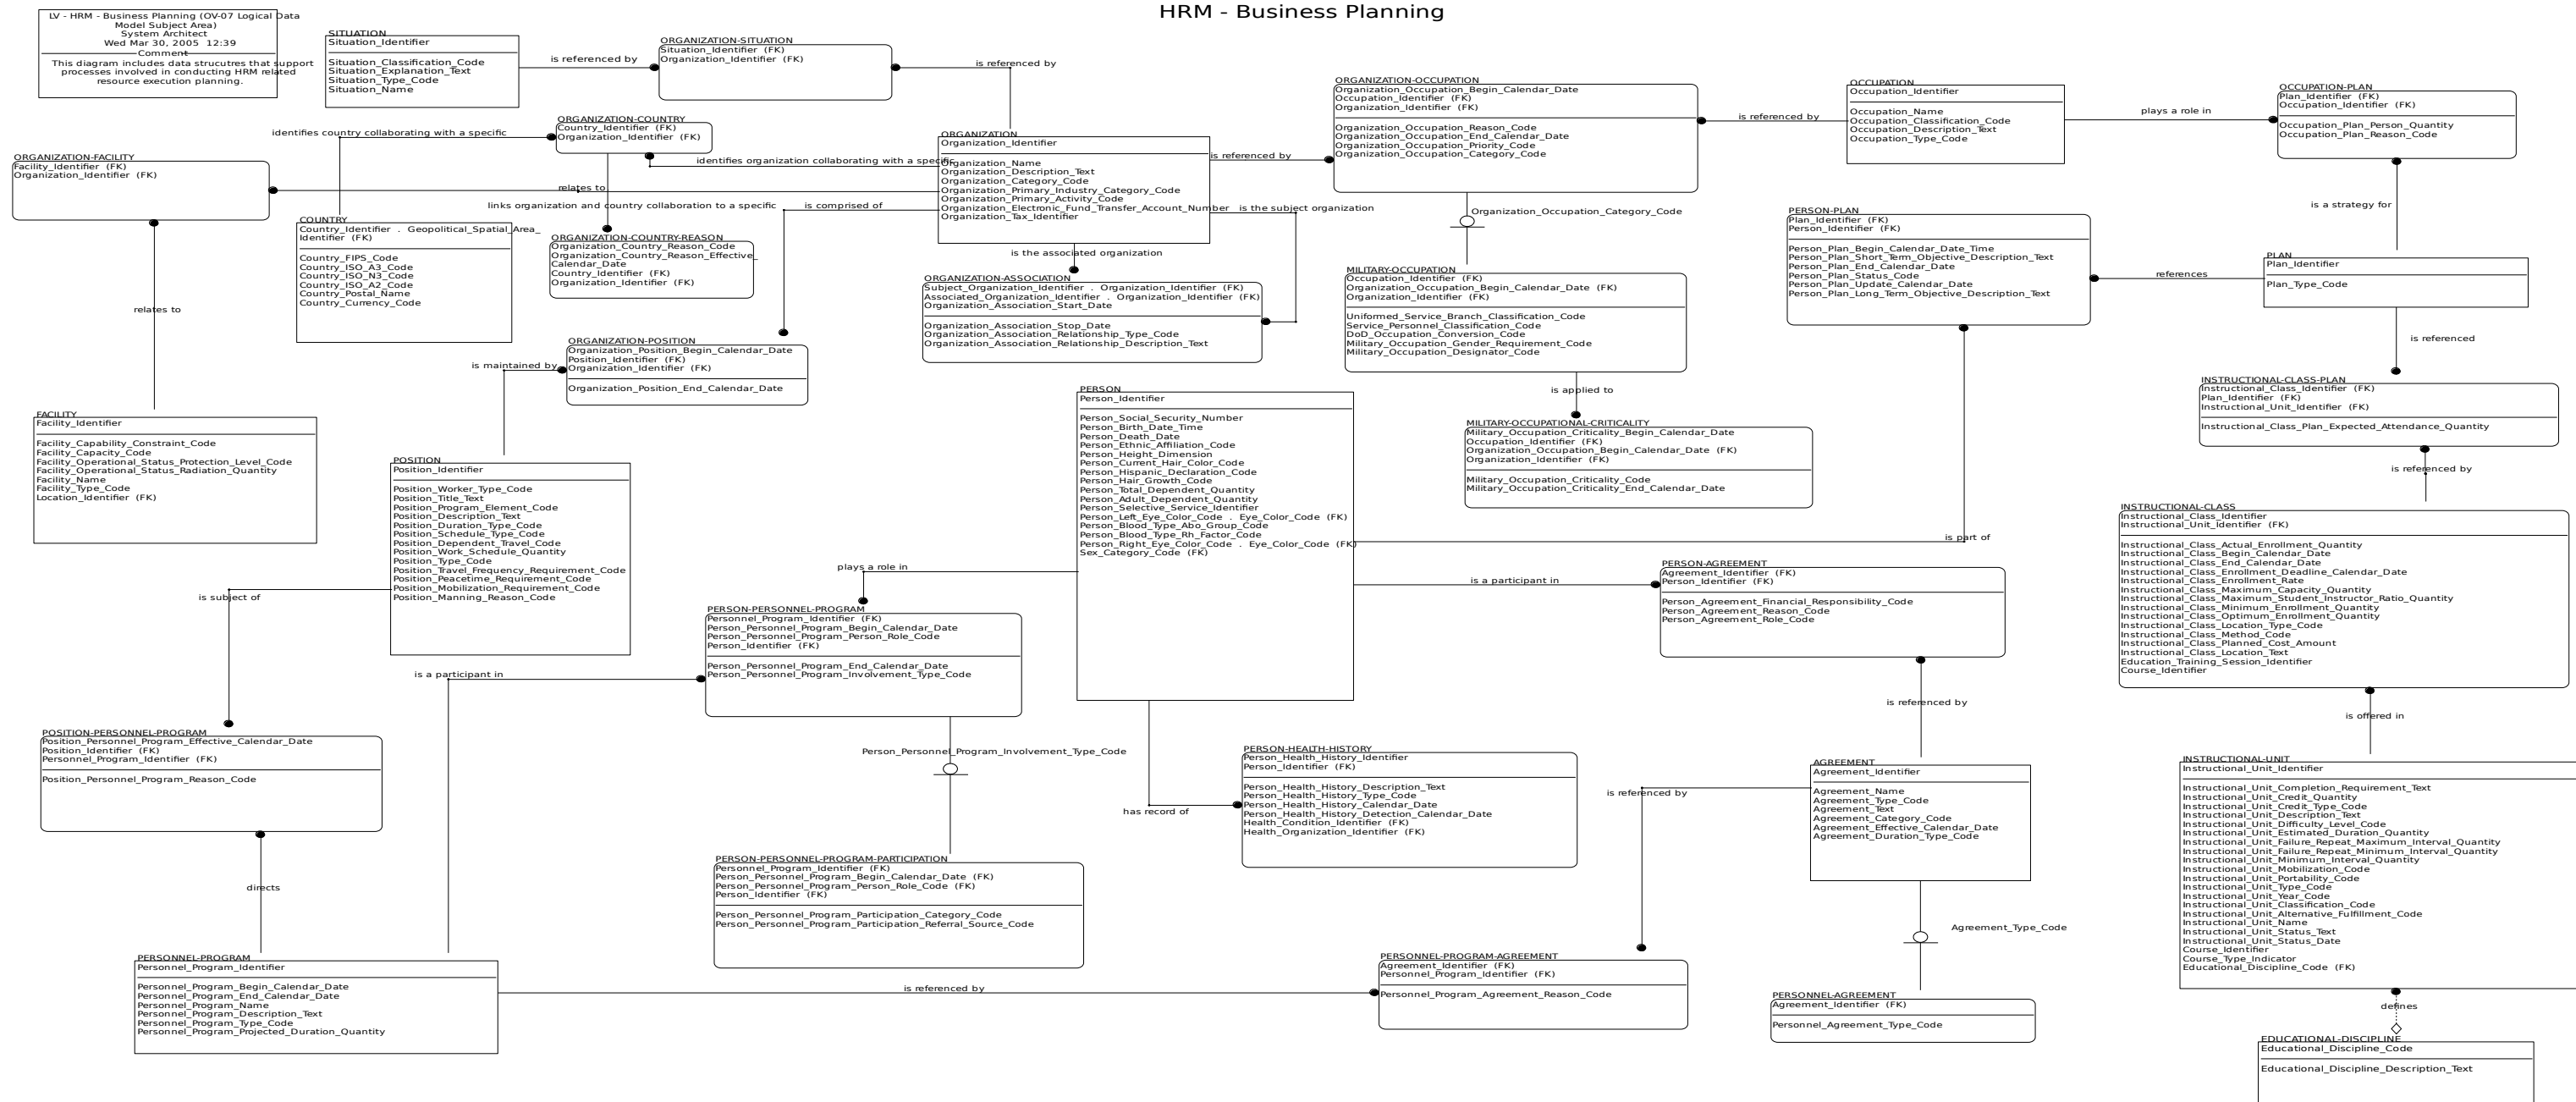 HRM - Business Planning
LV - HRM - Business Planning (OV-07 Logical Data
Model Subject Area)
System Architect
Wed Mar 30, 2005  12:39
Comment
This diagram includes data strucutres that support
processes involved in conducting HRM related
resource execution planning.
SITUATION
Situation_Identifier
Situation_Classification_Code
Situation_Explanation_Text
Situation_Type_Code
Situation_Name
is referenced by
ORGANIZATION-SITUATION
Situation_Identifier (FK)
Organization_Identifier (FK)
is referenced by
ORGANIZATION-COUNTRY
Country_Identifier (FK)
Organization_Identifier (FK)
identifies country collaborating with a specific
identifies organization collaborating with a specific
ORGANIZATION-FACILITY
Facility_Identifier (FK)
Organization_Identifier (FK)
relates to
links organization and country collaboration to a specific
is comprised of
ORGANIZATION
Organization_Identifier
Organization_Name
Organization_Description_Text
Organization_Category_Code
Organization_Primary_Industry_Category_Code
Organization_Primary_Activity_Code
Organization_Electronic_Fund_Transfer_Account_Number
Organization_Tax_Identifier
is referenced by
is the subject organization
is the associated organization
ORGANIZATION-OCCUPATION
Organization_Occupation_Begin_Calendar_Date
Occupation_Identifier (FK)
Organization_Identifier (FK)
Organization_Occupation_Reason_Code
Organization_Occupation_End_Calendar_Date
Organization_Occupation_Priority_Code
Organization_Occupation_Category_Code
is referenced by
OCCUPATION
Occupation_Identifier
Occupation_Name
Occupation_Classification_Code
Occupation_Description_Text
Occupation_Type_Code
plays a role in
OCCUPATION-PLAN
Plan_Identifier (FK)
Occupation_Identifier (FK)
Occupation_Plan_Person_Quantity
Occupation_Plan_Reason_Code
is a strategy for
Organization_Occupation_Category_Code
PERSON-PLAN
Plan_Identifier (FK)
Person_Identifier (FK)
Person_Plan_Begin_Calendar_Date_Time
Person_Plan_Short_Term_Objective_Description_Text
Person_Plan_End_Calendar_Date
Person_Plan_Status_Code
Person_Plan_Update_Calendar_Date
Person_Plan_Long_Term_Objective_Description_Text
references
PLAN
Plan_Identifier
Plan_Type_Code
is referenced
COUNTRY
Country_Identifier . Geopolitical_Spatial_Area_
Identifier (FK)
Country_FIPS_Code
Country_ISO_A3_Code
Country_ISO_N3_Code
Country_ISO_A2_Code
Country_Postal_Name
Country_Currency_Code
ORGANIZATION-COUNTRY-REASON
Organization_Country_Reason_Code
Organization_Country_Reason_Effective_
Calendar_Date
Country_Identifier (FK)
Organization_Identifier (FK)
ORGANIZATION-ASSOCIATION
Subject_Organization_Identifier . Organization_Identifier (FK)
Associated_Organization_Identifier . Organization_Identifier (FK)
Organization_Association_Start_Date
Organization_Association_Stop_Date
Organization_Association_Relationship_Type_Code
Organization_Association_Relationship_Description_Text
MILITARY-OCCUPATION
Occupation_Identifier (FK)
Organization_Occupation_Begin_Calendar_Date (FK)
Organization_Identifier (FK)
Uniformed_Service_Branch_Classification_Code
Service_Personnel_Classification_Code
DoD_Occupation_Conversion_Code
Military_Occupation_Gender_Requirement_Code
Military_Occupation_Designator_Code
is applied to
relates to
ORGANIZATION-POSITION
Organization_Position_Begin_Calendar_Date
Position_Identifier (FK)
Organization_Identifier (FK)
Organization_Position_End_Calendar_Date
is maintained by
INSTRUCTIONAL-CLASS-PLAN
Instructional_Class_Identifier (FK)
Plan_Identifier (FK)
Instructional_Unit_Identifier (FK)
Instructional_Class_Plan_Expected_Attendance_Quantity
is referenced by
FACILITY
Facility_Identifier
Facility_Capability_Constraint_Code
Facility_Capacity_Code
Facility_Operational_Status_Protection_Level_Code
Facility_Operational_Status_Radiation_Quantity
Facility_Name
Facility_Type_Code
Location_Identifier (FK)
POSITION
Position_Identifier
Position_Worker_Type_Code
Position_Title_Text
Position_Program_Element_Code
Position_Description_Text
Position_Duration_Type_Code
Position_Schedule_Type_Code
Position_Dependent_Travel_Code
Position_Work_Schedule_Quantity
Position_Type_Code
Position_Travel_Frequency_Requirement_Code
Position_Peacetime_Requirement_Code
Position_Mobilization_Requirement_Code
Position_Manning_Reason_Code
is subject of
PERSON
Person_Identifier
Person_Social_Security_Number
Person_Birth_Date_Time
Person_Death_Date
Person_Ethnic_Affiliation_Code
Person_Height_Dimension
Person_Current_Hair_Color_Code
Person_Hispanic_Declaration_Code
Person_Hair_Growth_Code
Person_Total_Dependent_Quantity
Person_Adult_Dependent_Quantity
Person_Selective_Service_Identifier
Person_Left_Eye_Color_Code . Eye_Color_Code (FK)
Person_Blood_Type_Abo_Group_Code
Person_Blood_Type_Rh_Factor_Code
Person_Right_Eye_Color_Code . Eye_Color_Code (FK)
Sex_Category_Code (FK)
MILITARY-OCCUPATIONAL-CRITICALITY
Military_Occupation_Criticality_Begin_Calendar_Date
Occupation_Identifier (FK)
Organization_Occupation_Begin_Calendar_Date (FK)
Organization_Identifier (FK)
Military_Occupation_Criticality_Code
Military_Occupation_Criticality_End_Calendar_Date
is part of
INSTRUCTIONAL-CLASS
Instructional_Class_Identifier
Instructional_Unit_Identifier (FK)
Instructional_Class_Actual_Enrollment_Quantity
Instructional_Class_Begin_Calendar_Date
Instructional_Class_End_Calendar_Date
Instructional_Class_Enrollment_Deadline_Calendar_Date
Instructional_Class_Enrollment_Rate
Instructional_Class_Maximum_Capacity_Quantity
Instructional_Class_Maximum_Student_Instructor_Ratio_Quantity
Instructional_Class_Minimum_Enrollment_Quantity
Instructional_Class_Optimum_Enrollment_Quantity
Instructional_Class_Location_Type_Code
Instructional_Class_Method_Code
Instructional_Class_Planned_Cost_Amount
Instructional_Class_Location_Text
Education_Training_Session_Identifier
Course_Identifier
is offered in
plays a role in
is a participant in
PERSON-AGREEMENT
Agreement_Identifier (FK)
Person_Identifier (FK)
Person_Agreement_Financial_Responsibility_Code
Person_Agreement_Reason_Code
Person_Agreement_Role_Code
is referenced by
PERSON-PERSONNEL-PROGRAM
Personnel_Program_Identifier (FK)
Person_Personnel_Program_Begin_Calendar_Date
Person_Personnel_Program_Person_Role_Code
Person_Identifier (FK)
Person_Personnel_Program_End_Calendar_Date
Person_Personnel_Program_Involvement_Type_Code
is a participant in
Person_Personnel_Program_Involvement_Type_Code
POSITION-PERSONNEL-PROGRAM
Position_Personnel_Program_Effective_Calendar_Date
Position_Identifier (FK)
Personnel_Program_Identifier (FK)
Position_Personnel_Program_Reason_Code
directs
PERSON-HEALTH-HISTORY
Person_Health_History_Identifier
Person_Identifier (FK)
Person_Health_History_Description_Text
Person_Health_History_Type_Code
Person_Health_History_Calendar_Date
Person_Health_History_Detection_Calendar_Date
Health_Condition_Identifier (FK)
Health_Organization_Identifier (FK)
has record of
is referenced by
AGREEMENT
Agreement_Identifier
Agreement_Name
Agreement_Type_Code
Agreement_Text
Agreement_Category_Code
Agreement_Effective_Calendar_Date
Agreement_Duration_Type_Code
Agreement_Type_Code
INSTRUCTIONAL-UNIT
Instructional_Unit_Identifier
Instructional_Unit_Completion_Requirement_Text
Instructional_Unit_Credit_Quantity
Instructional_Unit_Credit_Type_Code
Instructional_Unit_Description_Text
Instructional_Unit_Difficulty_Level_Code
Instructional_Unit_Estimated_Duration_Quantity
Instructional_Unit_Failure_Repeat_Maximum_Interval_Quantity
Instructional_Unit_Failure_Repeat_Minimum_Interval_Quantity
Instructional_Unit_Minimum_Interval_Quantity
Instructional_Unit_Mobilization_Code
Instructional_Unit_Portability_Code
Instructional_Unit_Type_Code
Instructional_Unit_Year_Code
Instructional_Unit_Classification_Code
Instructional_Unit_Alternative_Fulfillment_Code
Instructional_Unit_Name
Instructional_Unit_Status_Text
Instructional_Unit_Status_Date
Course_Identifier
Course_Type_Indicator
Educational_Discipline_Code (FK)
defines
PERSON-PERSONNEL-PROGRAM-PARTICIPATION
Personnel_Program_Identifier (FK)
Person_Personnel_Program_Begin_Calendar_Date (FK)
Person_Personnel_Program_Person_Role_Code (FK)
Person_Identifier (FK)
Person_Personnel_Program_Participation_Category_Code
Person_Personnel_Program_Participation_Referral_Source_Code
PERSONNEL-PROGRAM
Personnel_Program_Identifier
Personnel_Program_Begin_Calendar_Date
Personnel_Program_End_Calendar_Date
Personnel_Program_Name
Personnel_Program_Description_Text
Personnel_Program_Type_Code
Personnel_Program_Projected_Duration_Quantity
is referenced by
PERSONNEL-PROGRAM-AGREEMENT
Agreement_Identifier (FK)
Personnel_Program_Identifier (FK)
Personnel_Program_Agreement_Reason_Code
PERSONNEL-AGREEMENT
Agreement_Identifier (FK)
Personnel_Agreement_Type_Code
EDUCATIONAL-DISCIPLINE
Educational_Discipline_Code
Educational_Discipline_Description_Text